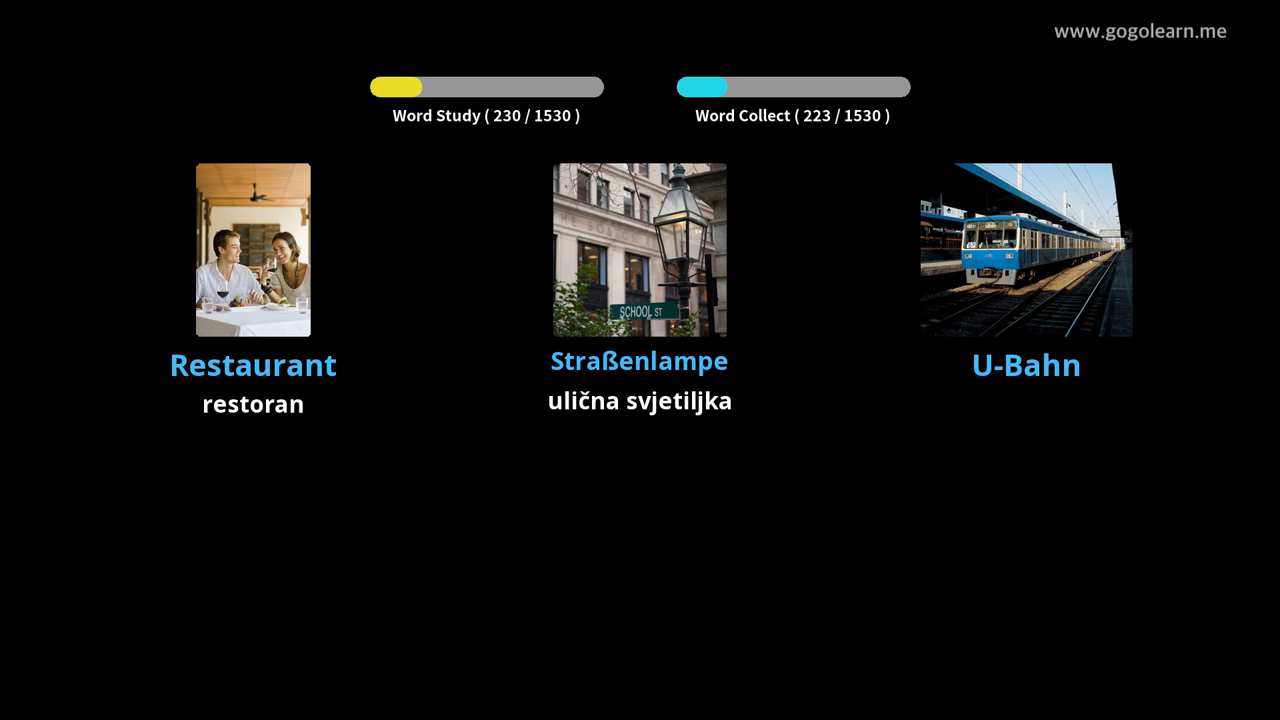 www.gogolearn.me
Word Study ( 230 / 1530 )
Word Collect ( 223 / 1530 )
SCHOOL ST
Restaurant
Straßenlampe
U-Bahn
restoran
ulična svjetiljka